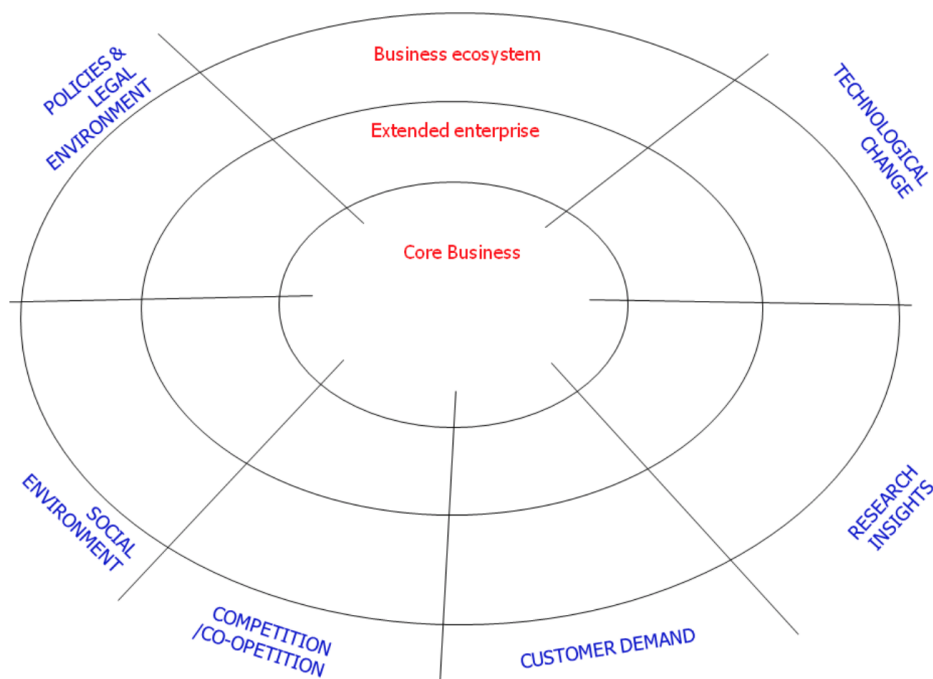 Business ecosystem
Extended enterprise
Core Business
POLICIES &
LEGAL
ENVIRONMENT
TECHNOLOGICAL
CHANGE
RESEARCH
INSIGHTS
CUSTOMER DEMAND
COMPETITION
/CO-OPETITION
SOCIAL
ENVIRONMENT